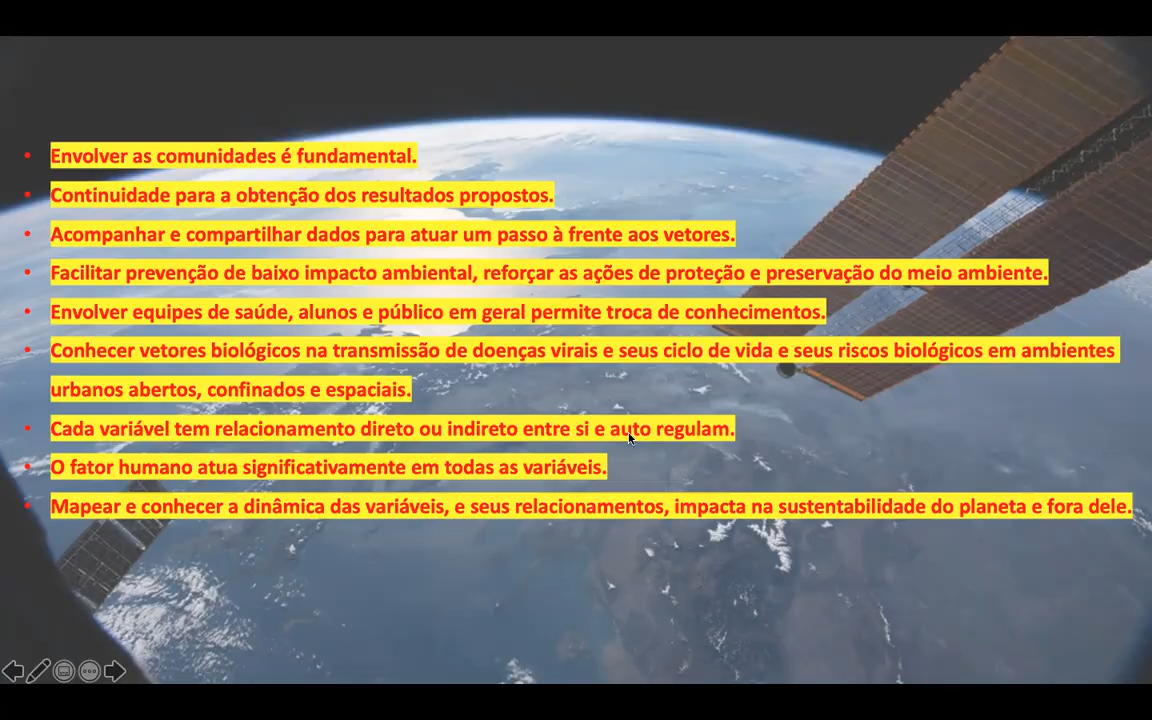 • Envolver as comunidades é fundamental.
• Continuidade para a obtenção dos resultados propostos.
• Acompanhar e compartilhar dados para atuar um passo à frente aos vetores.
• Facilitar prevenção de baixo impacto ambiental, reforçar as ações de proteção e preservação do meio ambiente.
• Envolver equipes de saúde, alunos e público em geral permite troca de conhecimentos.
• Conhecer vetores biológicos na transmissão de doenças virais e seus ciclo de vida e seus riscos biológicos em ambientes
urbanos abertos, confinados e espaciais.
• Cada variável tem relacionamento direto ou indireto entre si e auto regulam.
• O fator humano atua significativamente em todas as variáveis.
• Mapear e conhecer a dinâmica das variáveis, e seus relacionamentos, impacta na sustentabilidade do planeta e fora dele.